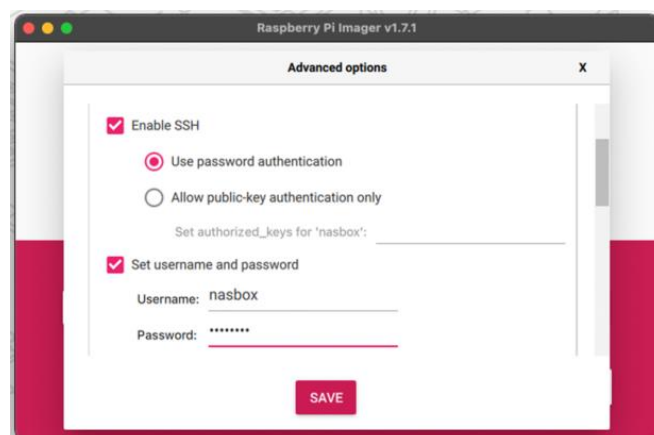 Raspberry Pi Imager v1.7.1
Advanced options X
Enable SSH
Use password authentication
Allow public-key authentication only
Set authorized_keys for 'nasbox':
Set username and password
Username: nasbox
Password: ••••••••
SAVE